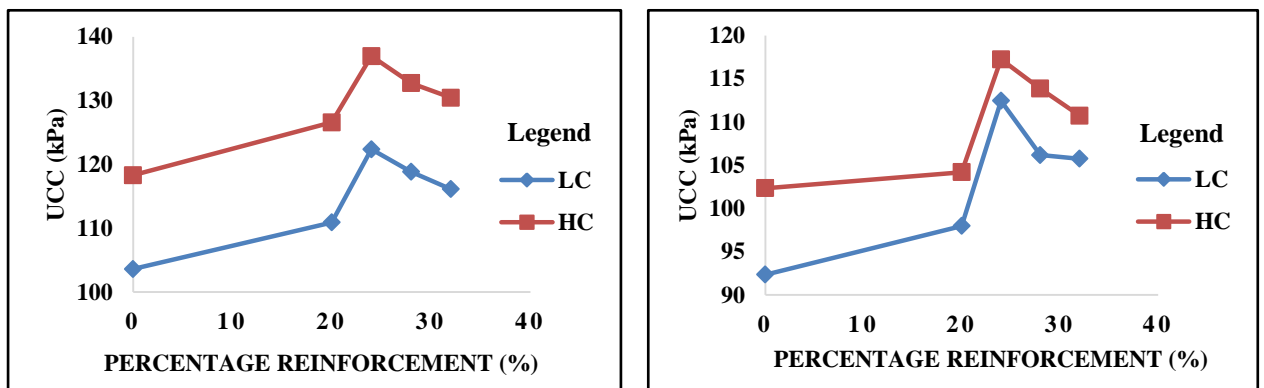 140
130
120
110
100
UCC (kPa)
Legend
LC
HC
0 10 20 30 40
PERCENTAGE REINFORCEMENT (%)
120
115
110
105
100
95
90
UCC (kPa)
Legend
LC
HC
0 10 20 30 40
PERCENTAGE REINFORCEMENT (%)